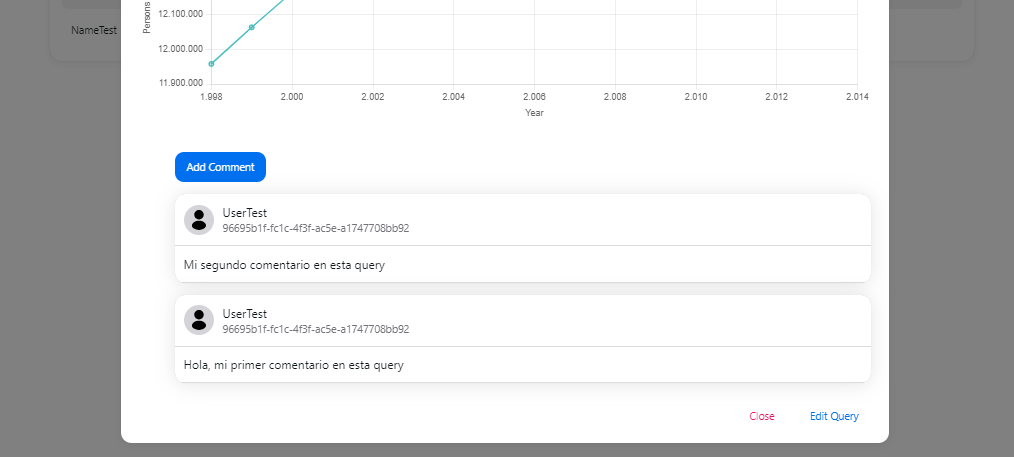 NameTest
Persons
12.100.000
12.000.000
11.900.000
1.998 2.000 2.002 2.004 2.006 2.008 2.010 2.012 2.014
Year
Add Comment
UserTest
96695b1f-fc1c-4f3f-ac5e-a1747708bb92
Mi segundo comentario en esta query
UserTest
96695b1f-fc1c-4f3f-ac5e-a1747708bb92
Hola, mi primer comentario en esta query
Close Edit Query